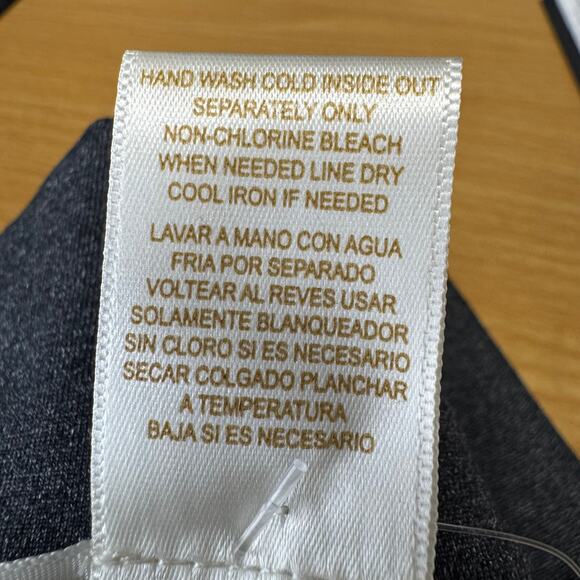 HAND WASH COLD INSIDE OUT
SEPARATELY ONLY
NON-CHLORINE BLEACH
WHEN NEEDED LINE DRY
COOL IRON IF NEEDED
LAVAR A MANO CON AGUA
FRIA POR SEPARADO
VOLTEAR AL REVES USAR
SOLAMENTE BLANQUEADOR
SIN CLORO SI ES NECESARIO
SECAR COLGADO PLANCHAR
A TEMPERATURA
BAJA SI ES NECESARIO